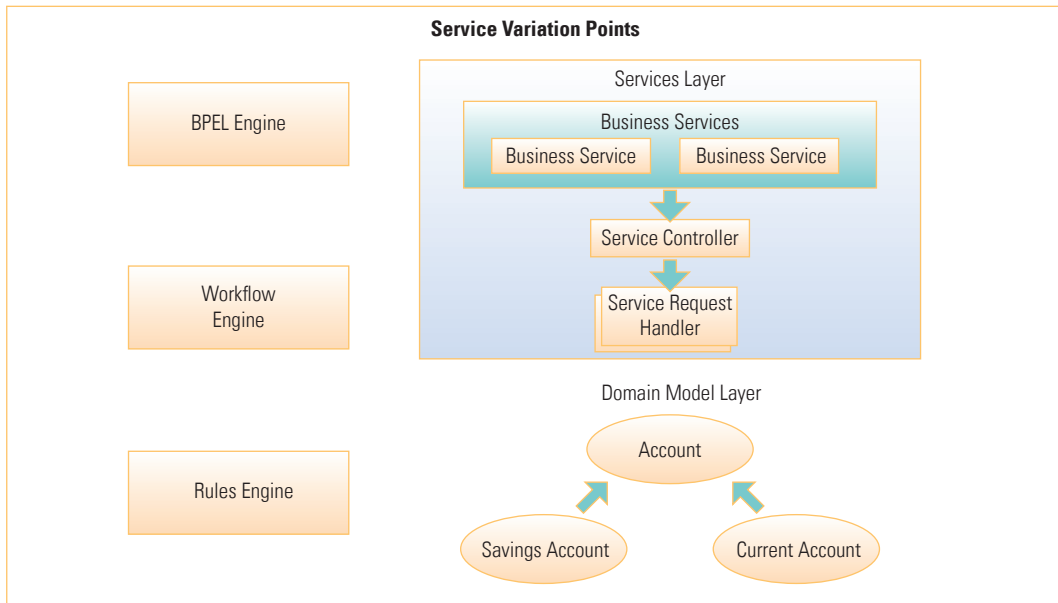 Service Variation Points
BPEL Engine
Workflow
Engine
Rules Engine
Services Layer
Business Services
Business Service
Business Service
Service Controller
Service Request
Handler
Domain Model Layer
Account
Savings Account
Current Account